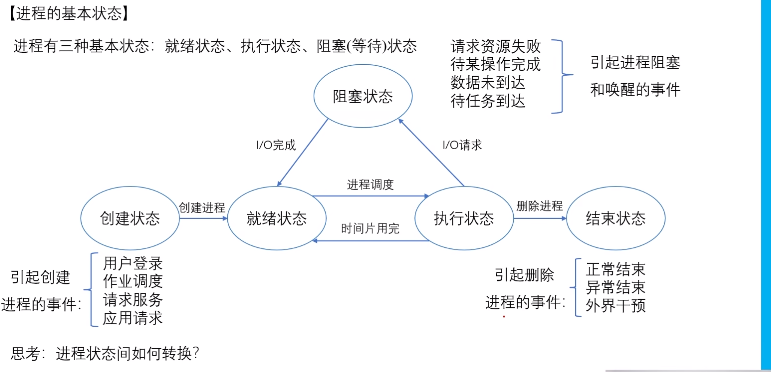 【进程的基本状态】
进程有三种基本状态：就绪状态、执行状态、阻塞(等待)状态
请求资源失败
待某操作完成
数据未到达
待任务到达
引起进程阻塞
和唤醒的事件
阻塞状态
I/O完成
I/O请求
创建状态
创建进程
就绪状态
进程调度
时间片用完
执行状态
删除进程
结束状态
引起创建
进程的事件：
用户登录
作业调度
请求服务
应用请求
引起删除
进程的事件：
正常结束
异常结束
外界干预
思考：进程状态间如何转换？